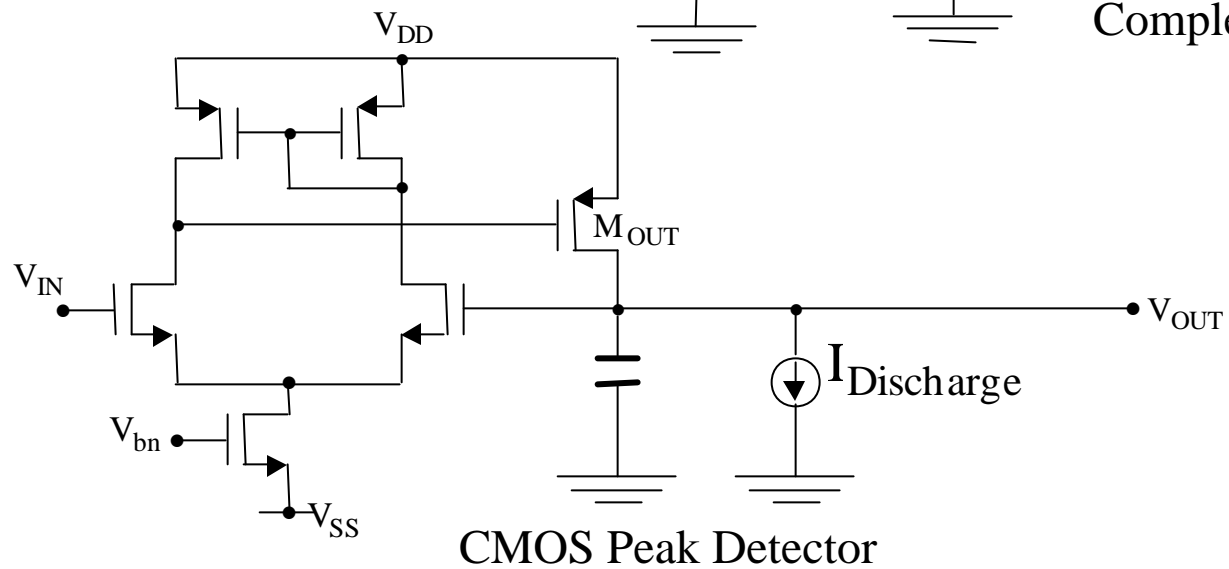 Comple
V_DD
M_OUT
V_IN
V_OUT
I_Discharge
V_bn
V_SS
CMOS Peak Detector